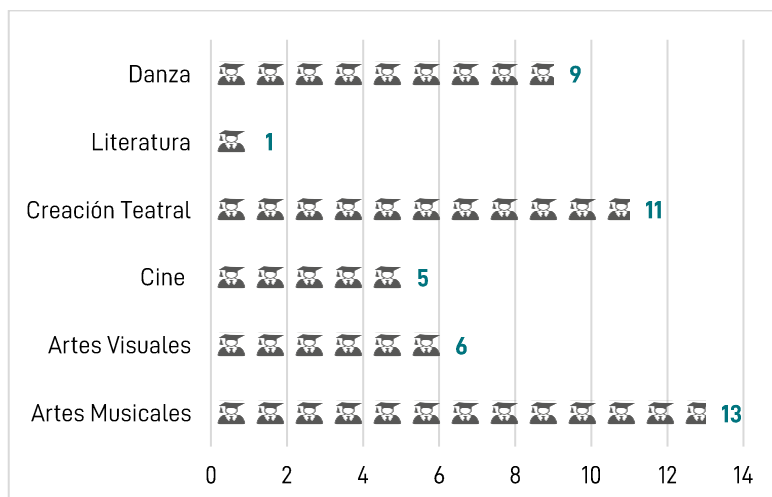 Danza 9
Literatura 1
Creación Teatral 11
Cine 5
Artes Visuales 6
Artes Musicales 13
0 2 4 6 8 10 12 14